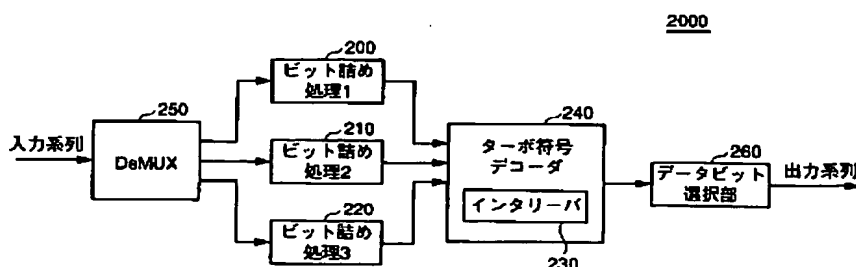 2000
200
ビット詰め
処理1
250
入力系列
DeMUX
210
ビット詰め
処理2
220
ビット詰め
処理3
240
ターボ符号
デコーダ
インタリーバ
230
260
データビット
選択部
出力系列